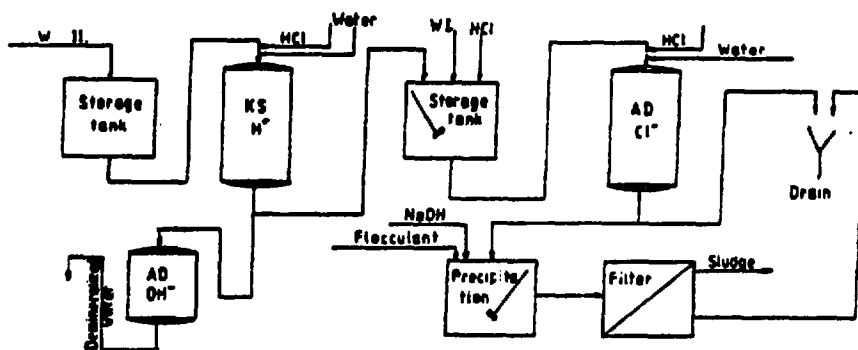 W II.
HCl
Water
Storage
tank
KS
H⁺
W I.
HCl
Storage
tank
HCl
Water
AD
Cl⁻
Drain
NaOH
Flocculant
Precipita
tion
Filter
Sludge
AD
OH⁻
Demineralized
water